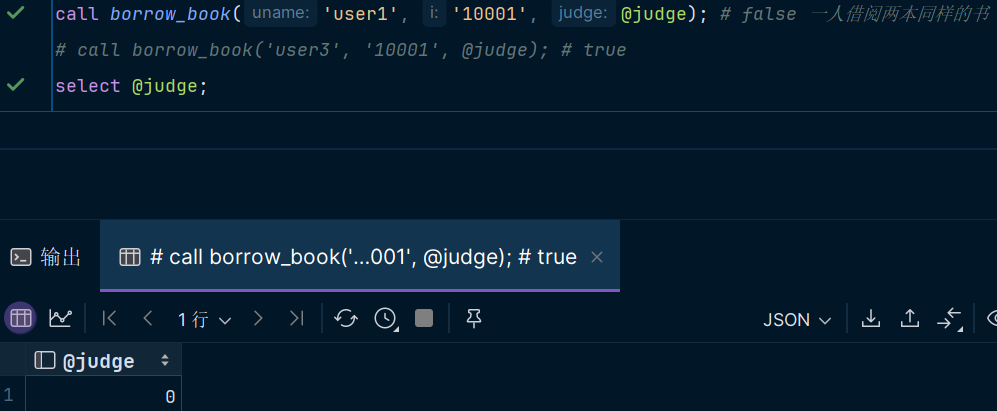 call borrow_book( uname: 'user1', i: '10001', judge: @judge); # false 一人借阅两本同样的书
# call borrow_book('user3', '10001', @judge); # true
select @judge;
输出 # call borrow_book('...001', @judge); # true ×
1 行 JSON
@judge
1 0